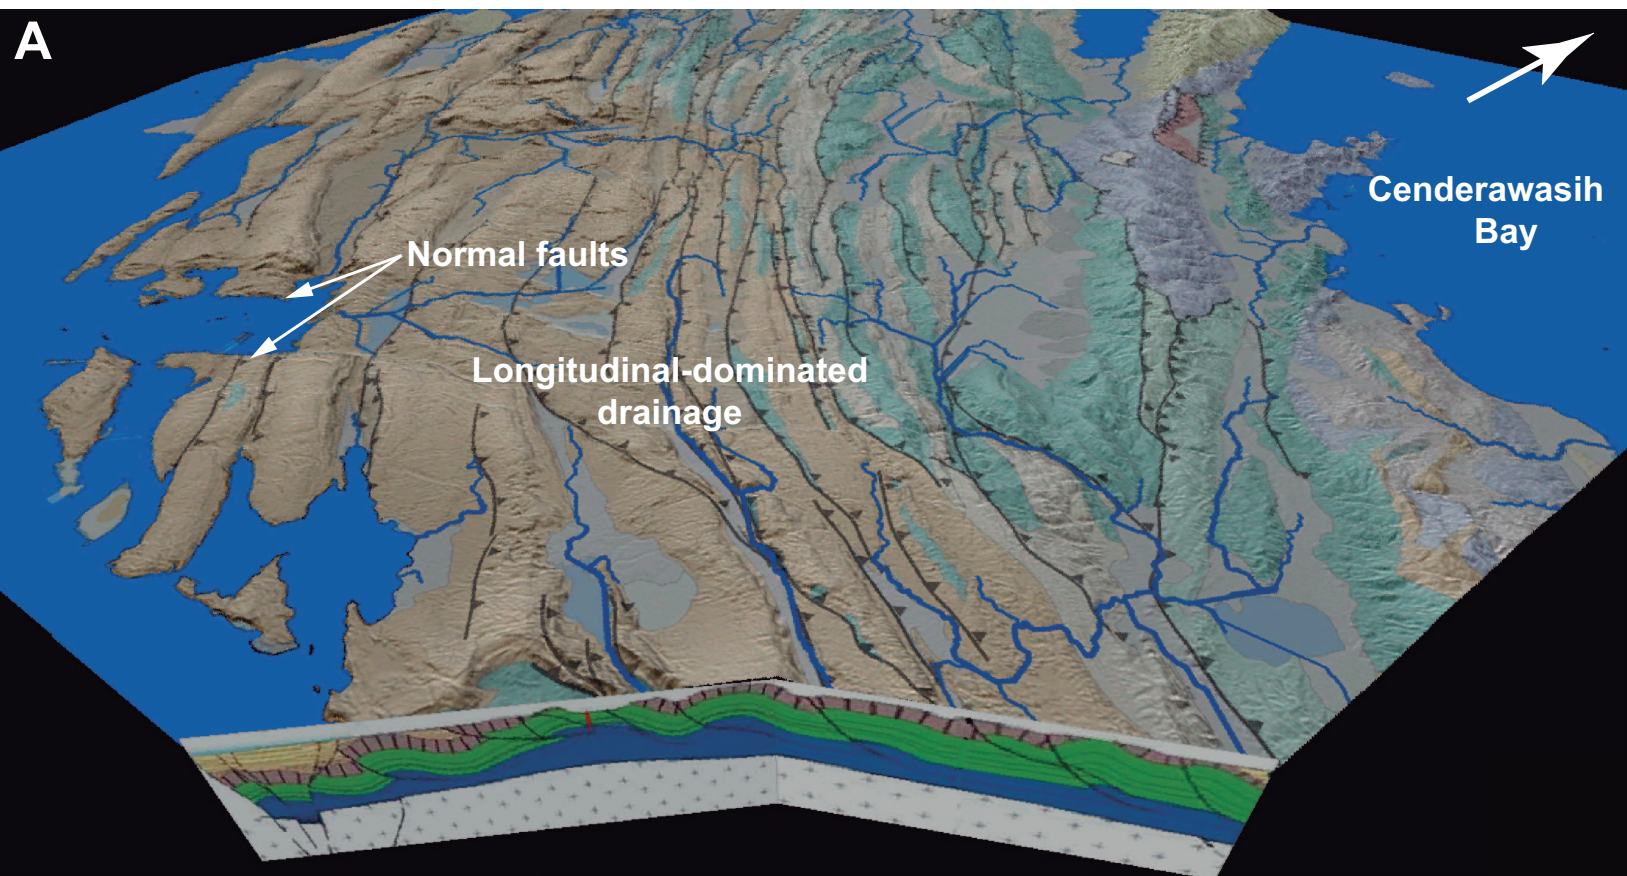 A
Cenderawasih
Bay
Normal faults
Longitudinal-dominated
drainage